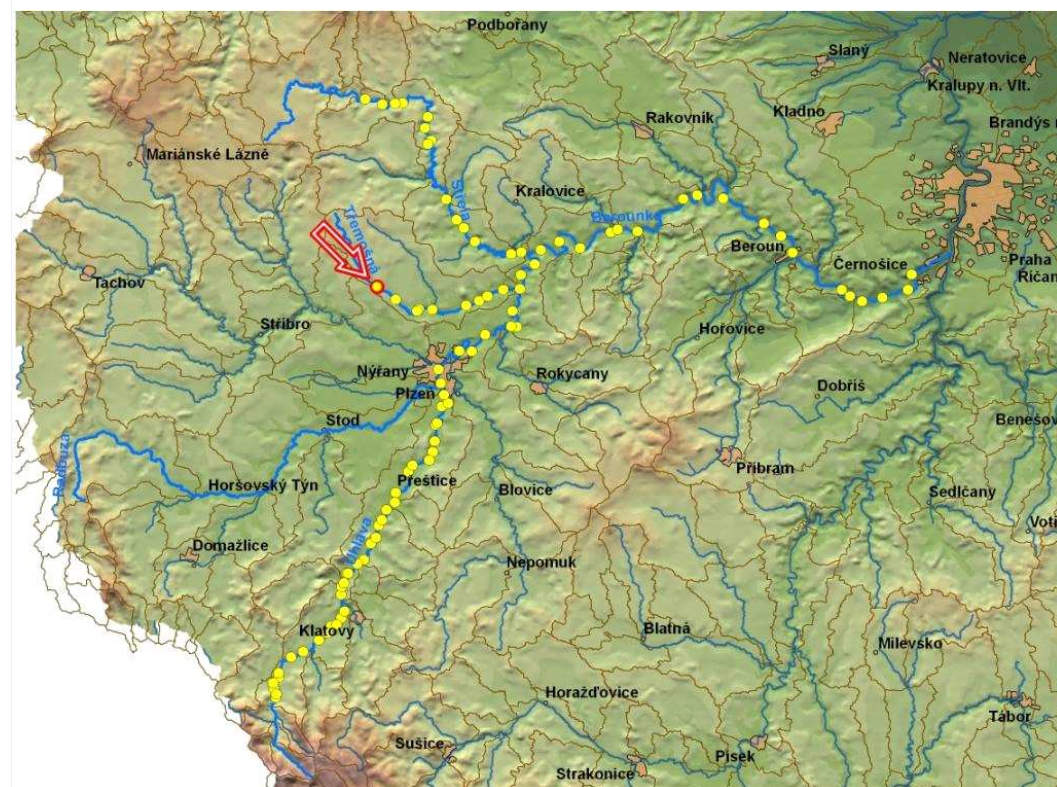 Podbořany
Slaný
Neratovice
Kralupy n. Vlt.
Kladno
Rakovník
Brandýs n
Mariánské Lázně
Střela
Kralovice
Třemošná
Berounka
Beroun
Praha
Černošice
Říčan
Tachov
Stříbro
Hořovice
Nýřany
Rokycany
Plzeň
Dobříš
Stod
Benešov
Radbuza
Příbram
Přeštice
Horšovský Týn
Blovice
Sedlčany
Voti
Úhlava
Domažlice
Nepomuk
Klatovy
Blatná
Milevsko
Horažďovice
Tábor
Sušice
Písek
Strakonice